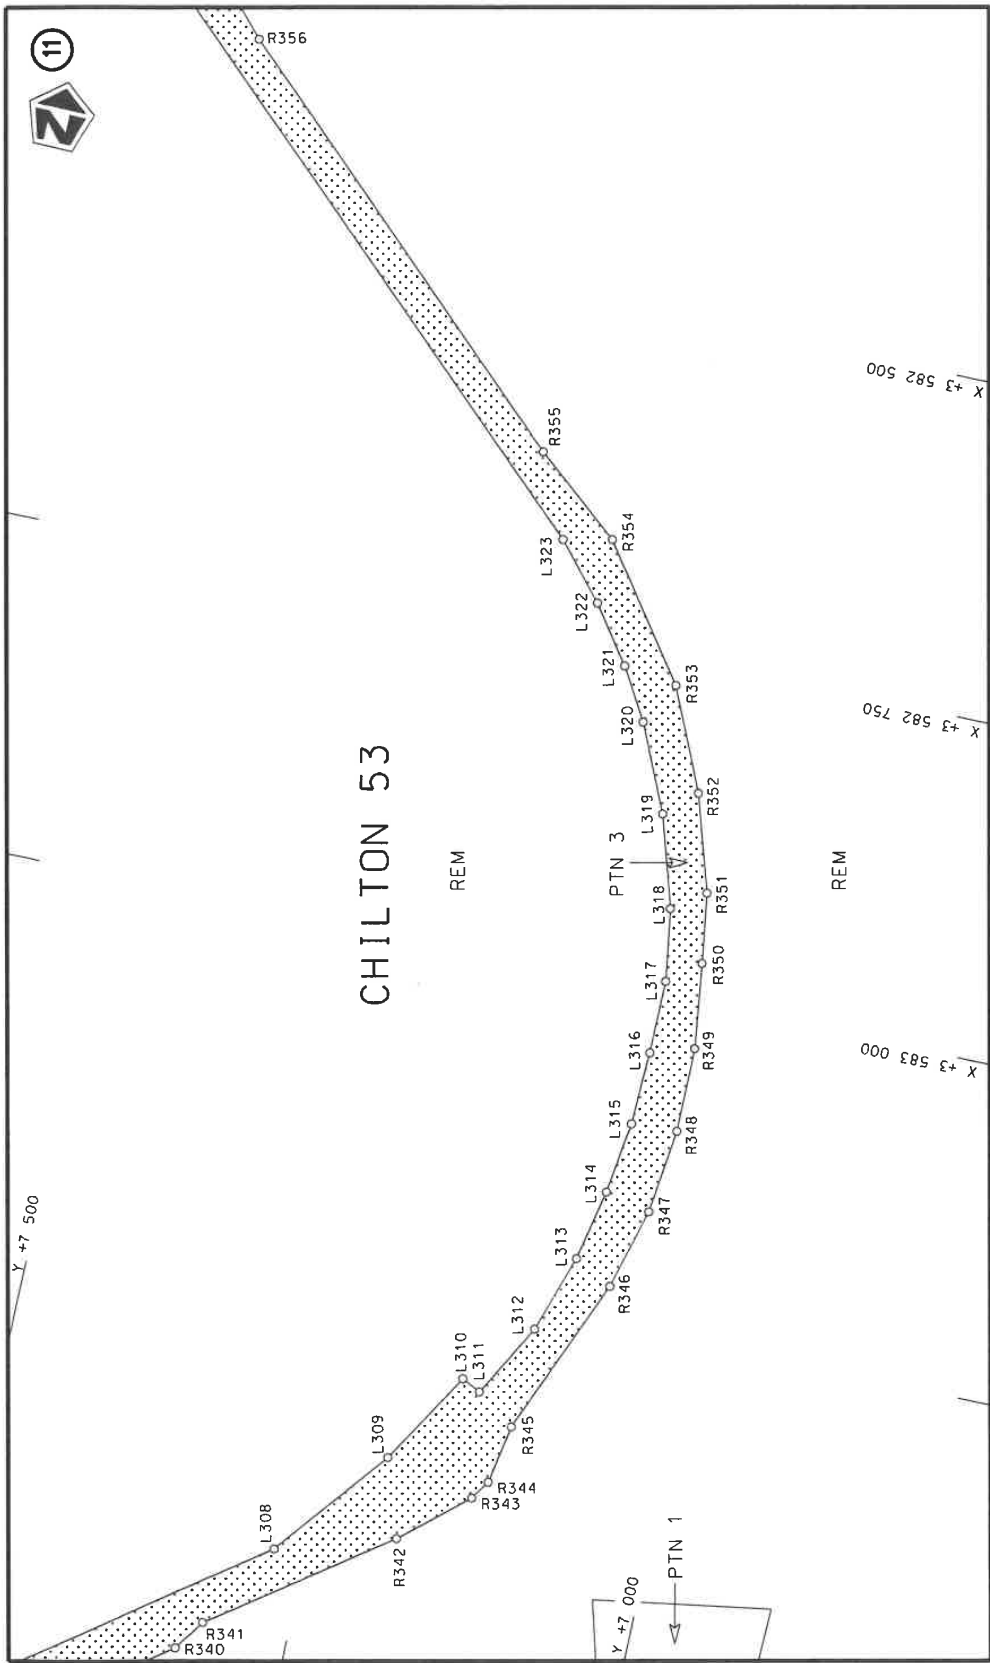 11
R356
CHILTON 53
REM
PTN 3
REM
PTN 1
Y +7 500
Y +7 000
X +3 582 500
X +3 582 750
X +3 583 000
L308
L309
L310
L311
L312
L313
L314
L315
L316
L317
L318
L319
L320
L321
L322
L323
R340
R341
R342
R343
R344
R345
R346
R347
R348
R349
R350
R351
R352
R353
R354
R355